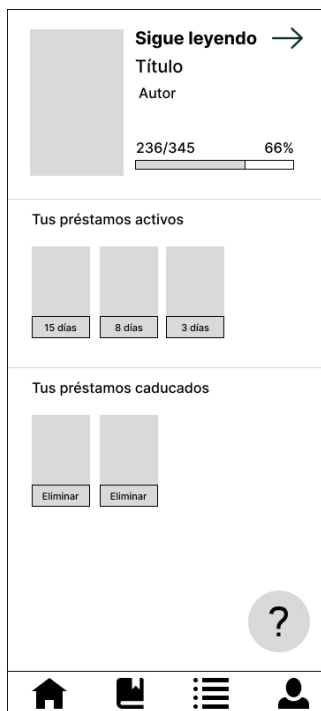 Sigue leyendo
Título
Autor
236/345 66%
Tus préstamos activos
15 días 8 días 3 días
Tus préstamos caducados
Eliminar Eliminar
?